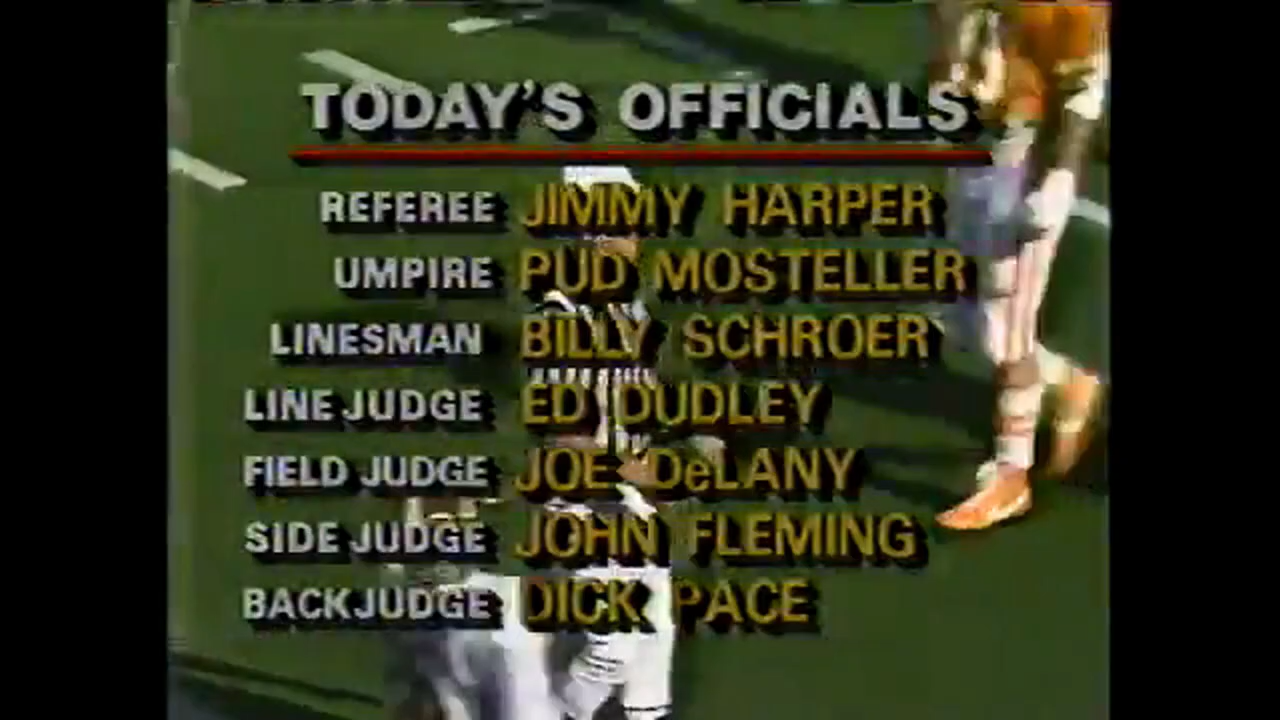 TODAY'S OFFICIALS
REFEREE JIMMY HARPER
UMPIRE PUD MOSTELLER
LINESMAN BILLY SCHROER
LINE JUDGE ED DUDLEY
FIELD JUDGE JOE DeLANY
SIDE JUDGE JOHN FLEMING
BACKJUDGE DICK PACE